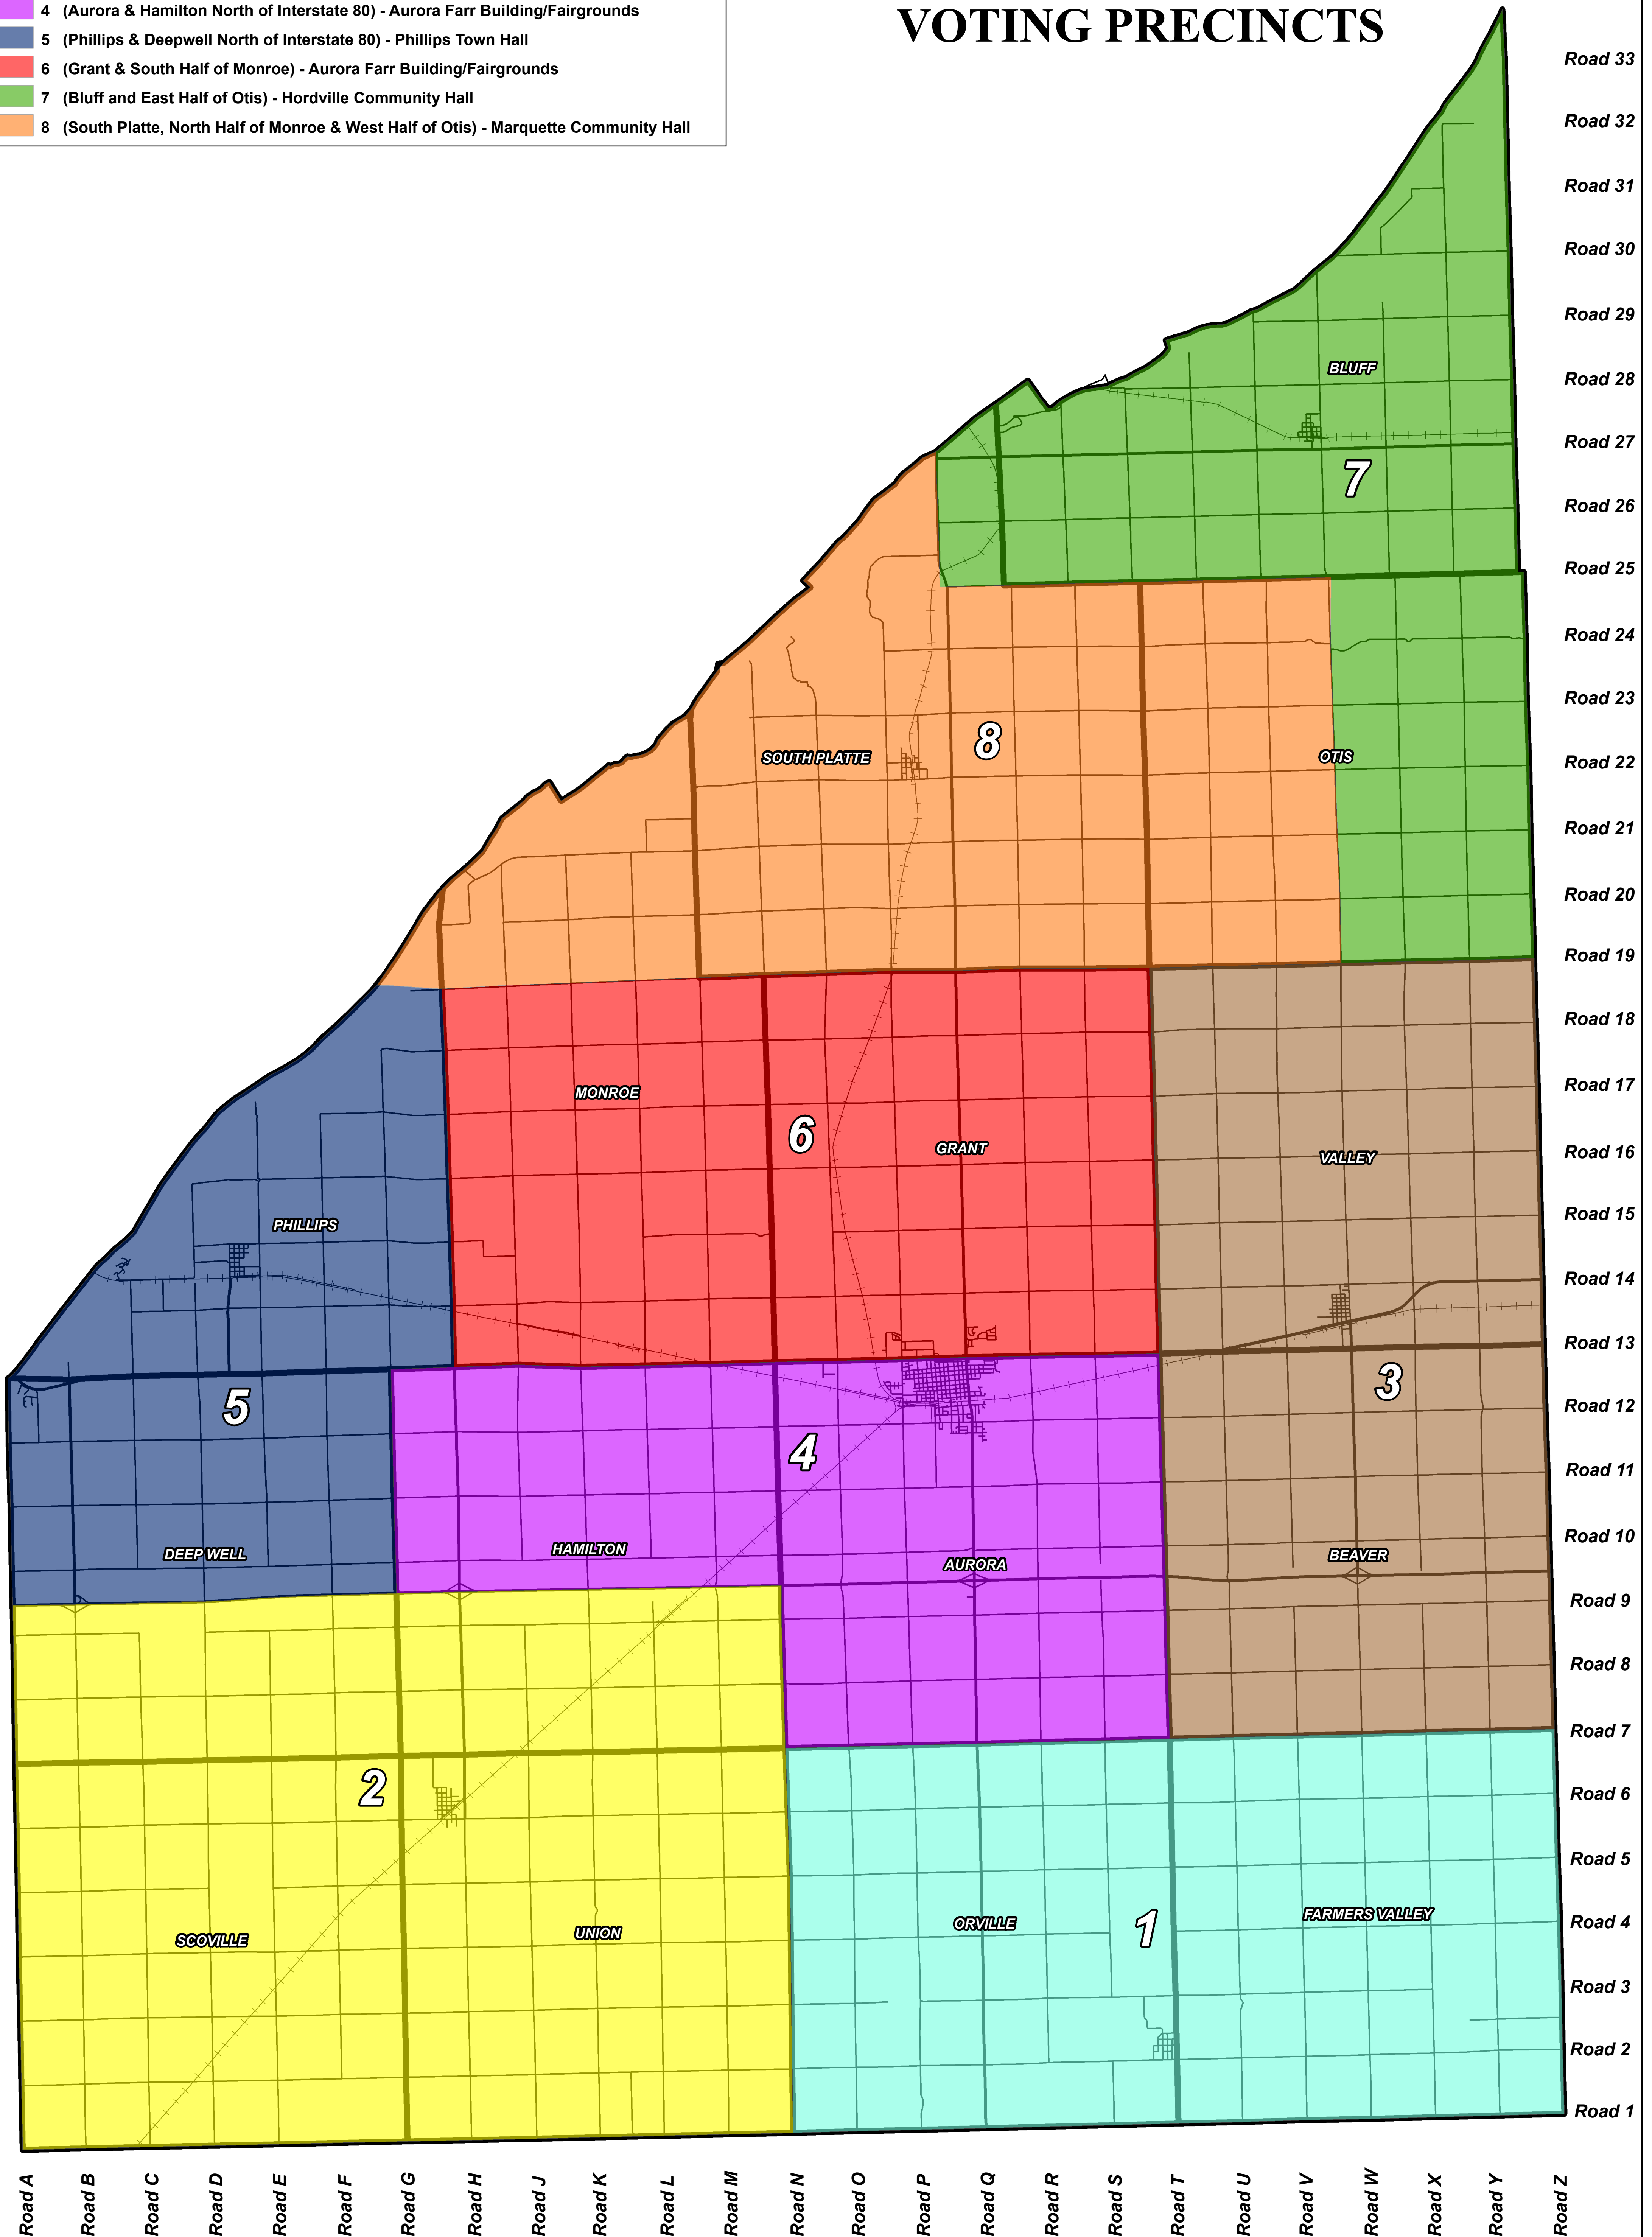 VOTING PRECINCTS
4 (Aurora & Hamilton North of Interstate 80) - Aurora Farr Building/Fairgrounds
5 (Phillips & Deepwell North of Interstate 80) - Phillips Town Hall
6 (Grant & South Half of Monroe) - Aurora Farr Building/Fairgrounds
7 (Bluff and East Half of Otis) - Hordville Community Hall
8 (South Platte, North Half of Monroe & West Half of Otis) - Marquette Community Hall
Road 33
Road 32
Road 31
Road 30
Road 29
BLUFF
Road 28
Road 27
7
Road 26
Road 25
Road 24
Road 23
8
SOUTH PLATTE
OTIS
Road 22
Road 21
Road 20
Road 19
Road 18
MONROE
Road 17
6
GRANT
VALLEY
Road 16
PHILLIPS
Road 15
Road 14
Road 13
3
5
Road 12
4
Road 11
DEEP WELL
HAMILTON
AURORA
BEAVER
Road 10
Road 9
Road 8
Road 7
2
Road 6
Road 5
SCOVILLE
UNION
ORVILLE
1
FARMERS VALLEY
Road 4
Road 3
Road 2
Road 1
Road A
Road B
Road C
Road D
Road E
Road F
Road G
Road H
Road J
Road K
Road L
Road M
Road N
Road O
Road P
Road Q
Road R
Road S
Road T
Road U
Road V
Road W
Road X
Road Y
Road Z